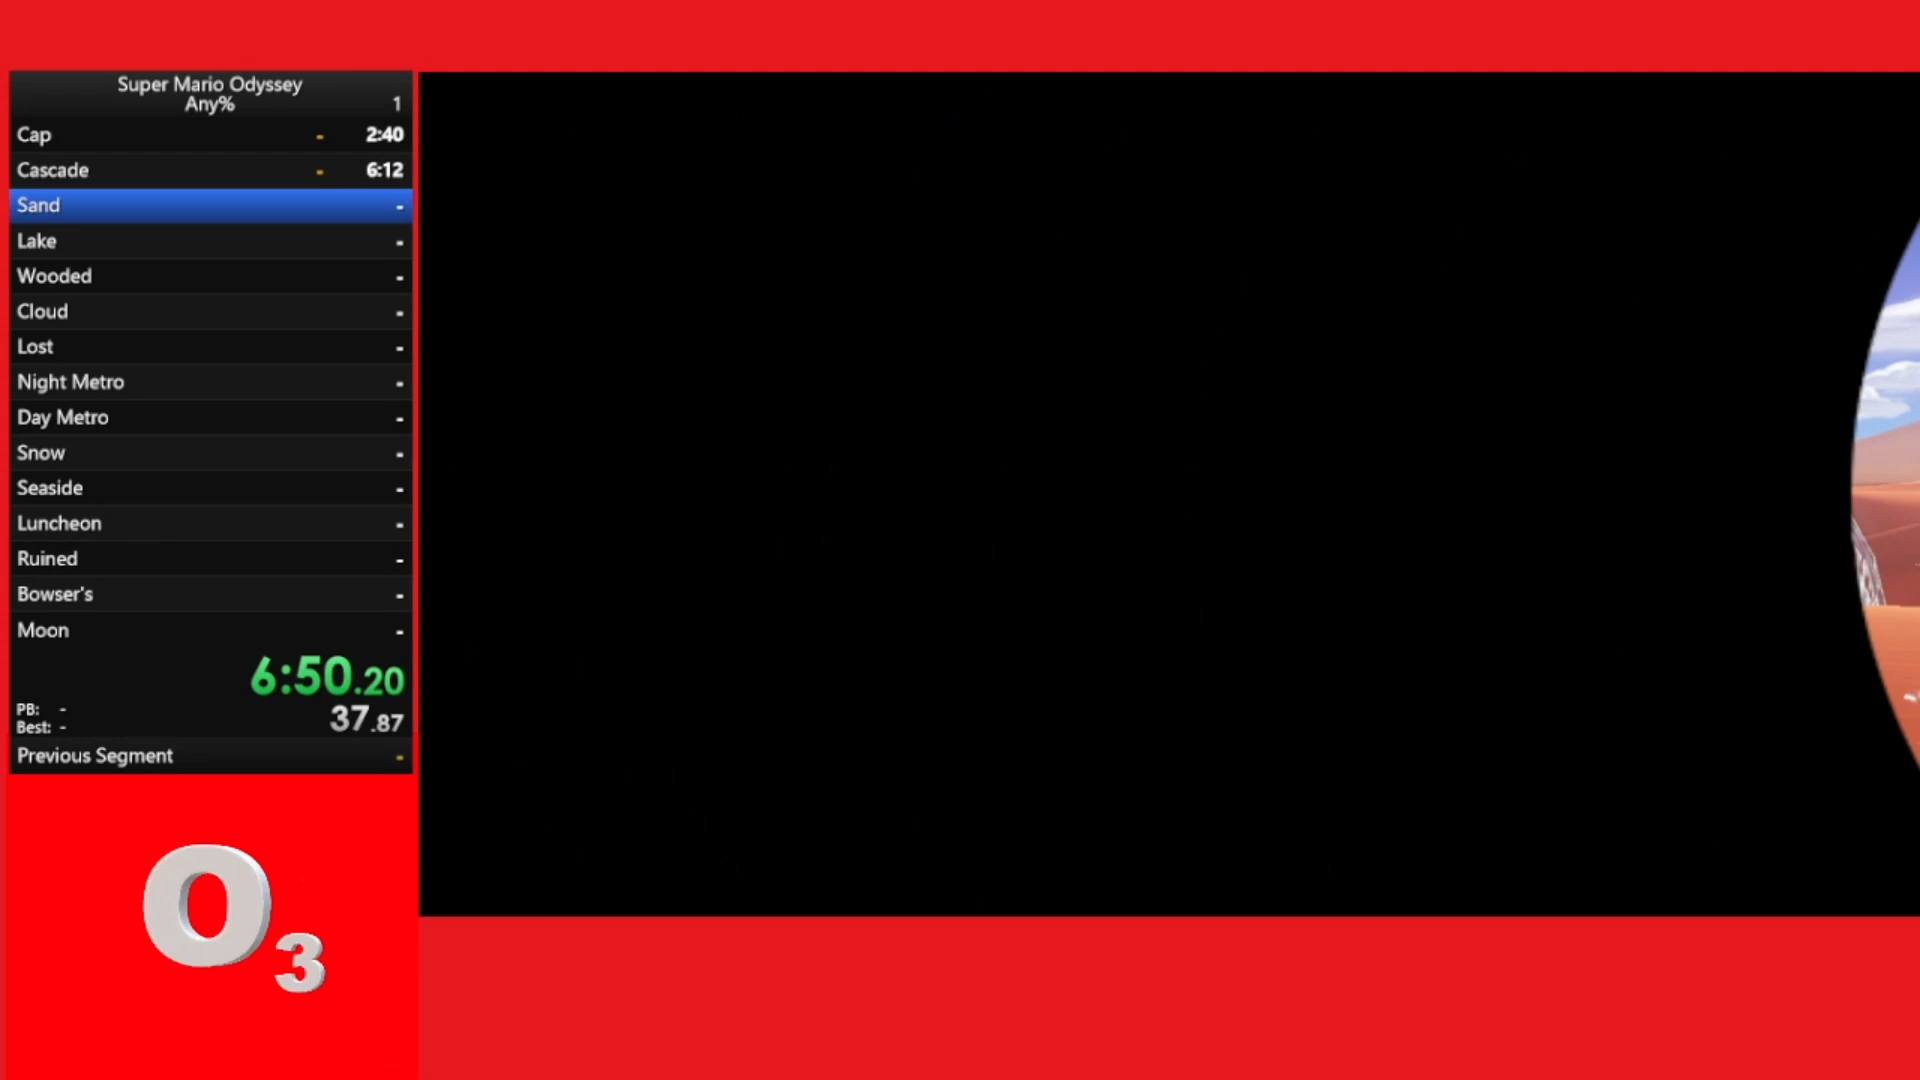 Super Mario Odyssey
Any% 1
Cap - 2:40
Cascade - 6:12
Sand -
Lake -
Wooded -
Cloud -
Lost -
Night Metro -
Day Metro -
Snow -
Seaside -
Luncheon -
Ruined -
Bowser's -
Moon -
6:50.20
PB: - 37.87
Best: -
Previous Segment -
O3